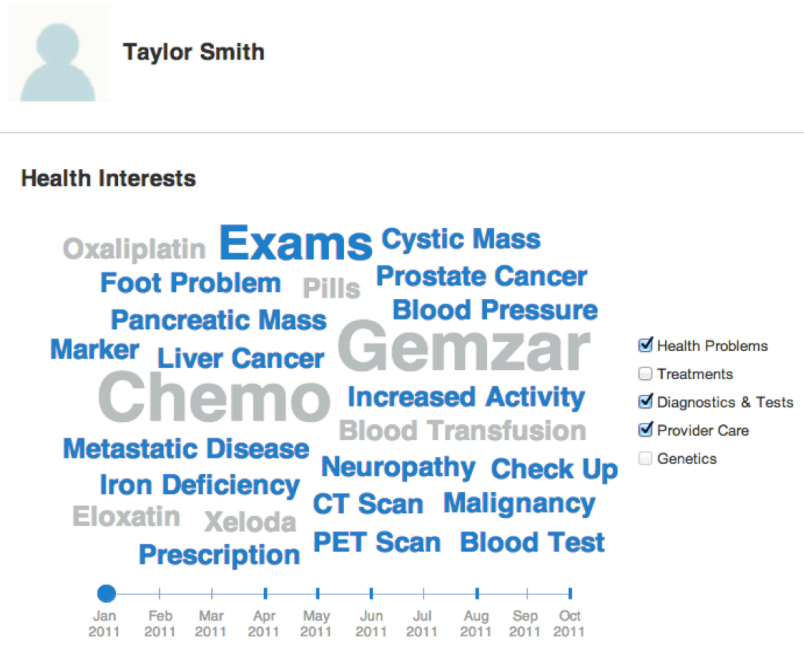 Taylor Smith
Health Interests
Oxaliplatin Exams Cystic Mass
Foot Problem Pills Prostate Cancer
Pancreatic Mass Blood Pressure
Marker Liver Cancer Gemzar
Chemo Increased Activity
Blood Transfusion
Metastatic Disease Neuropathy Check Up
Iron Deficiency CT Scan Malignancy
Eloxatin Xeloda
Prescription PET Scan Blood Test
Health Problems
Treatments
Diagnostics & Tests
Provider Care
Genetics
Jan Feb Mar Apr May Jun Jul Aug Sep Oct
2011 2011 2011 2011 2011 2011 2011 2011 2011 2011